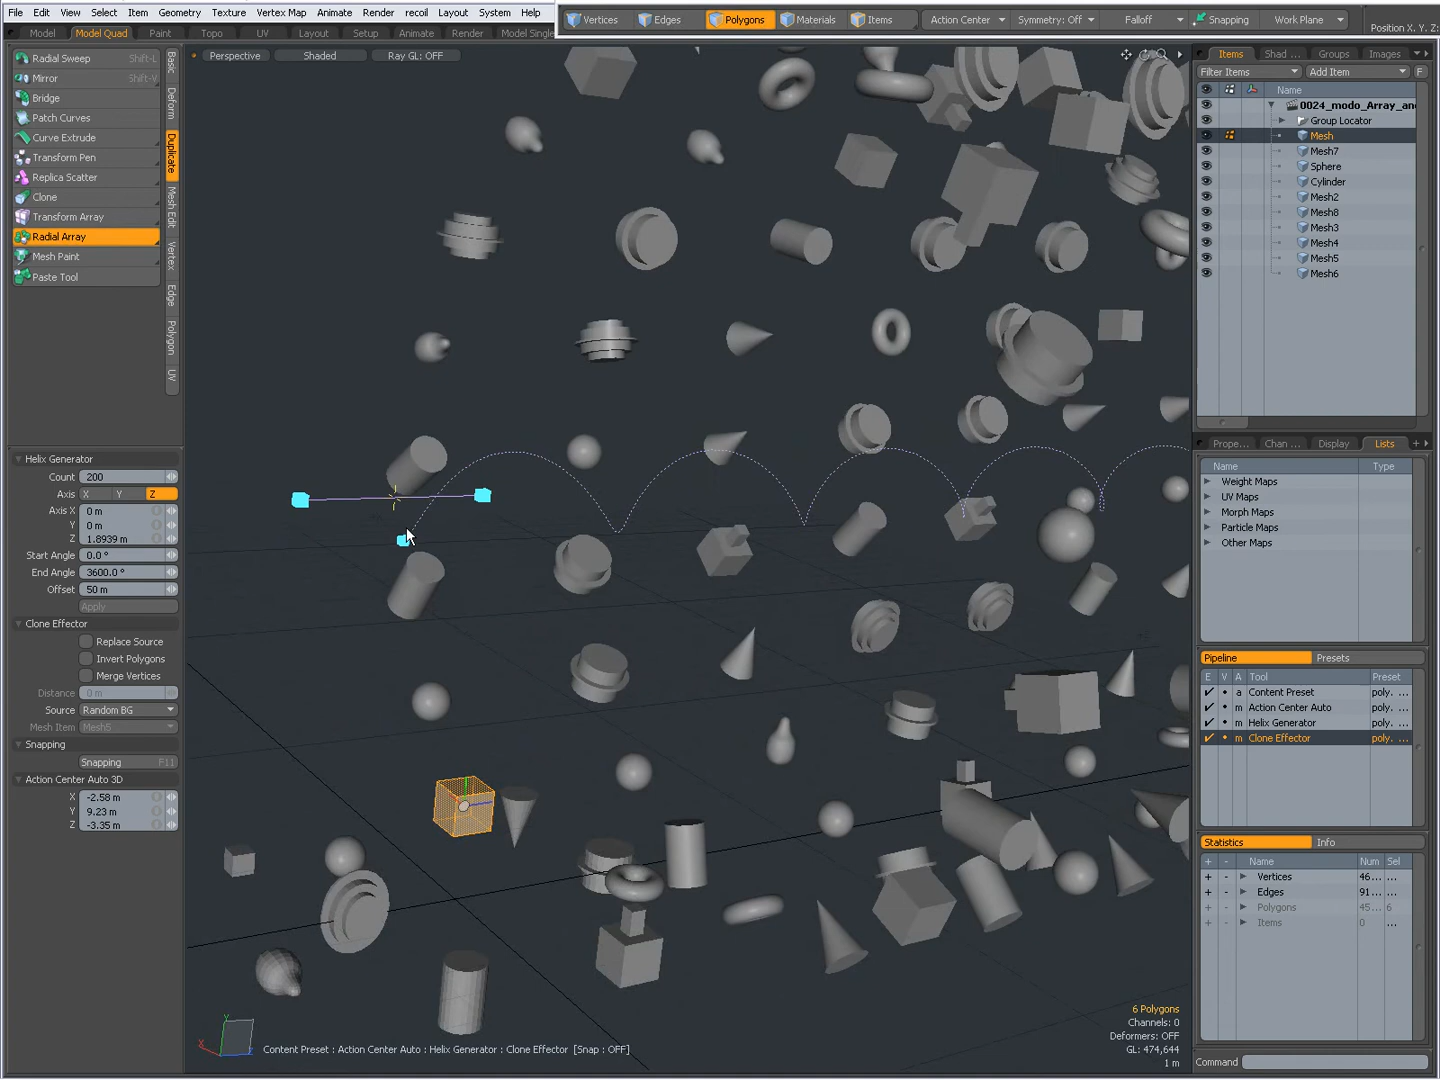 File Edit View Select Item Geometry Texture Vertex Map Animate Render recoil Layout System Help
Vertices Edges Polygons Materials Items Action Center Symmetry: Off Falloff Snapping Work Plane Position X, Y, Z:
Model Model Quad Paint Topo UV Layout Setup Animate Render Model Single
Radial Sweep Shift-L
Mirror Shift-V
Bridge
Patch Curves
Curve Extrude
Transform Pen
Replica Scatter
Clone
Transform Array
Radial Array
Mesh Paint
Paste Tool
Basic
Deform
Duplicate
Mesh Edit
Vertex
Edge
Polygon
UV
Perspective Shaded Ray GL: OFF
Helix Generator
Count 200
Axis X Y Z
Axis X 0 m
Y 0 m
Z 1.8939 m
Start Angle 0.0 °
End Angle 3600.0 °
Offset 50 m
Apply
Clone Effector
Replace Source
Invert Polygons
Merge Vertices
Distance 0 m
Source Random BG
Mesh Item Mesh5
Snapping
Snapping F11
Action Center Auto 3D
X -2.58 m
Y 9.23 m
Z -3.35 m
Y
X
Z
Content Preset : Action Center Auto : Helix Generator : Clone Effector [Snap : OFF]
6 Polygons
Channels: 0
Deformers: OFF
GL: 474,644
1 m
Items Shad ... Groups Images
Filter Items Add Item F
Name
0024_modo_Array_an
Group Locator
Mesh
Mesh7
Sphere
Cylinder
Mesh2
Mesh8
Mesh3
Mesh4
Mesh5
Mesh6
Prope... Chan ... Display Lists +
Name Type
Weight Maps
UV Maps
Morph Maps
Particle Maps
Other Maps
Pipeline Presets
E V A Tool Preset
a Content Preset poly. ...
m Action Center Auto poly. ...
m Helix Generator poly. ...
m Clone Effector poly. ...
Statistics Info
+ - Name Num Sel
+ - Vertices 46... ...
+ - Edges 91... ...
+ - Polygons 45... 6
+ - Items 0 ...
Command